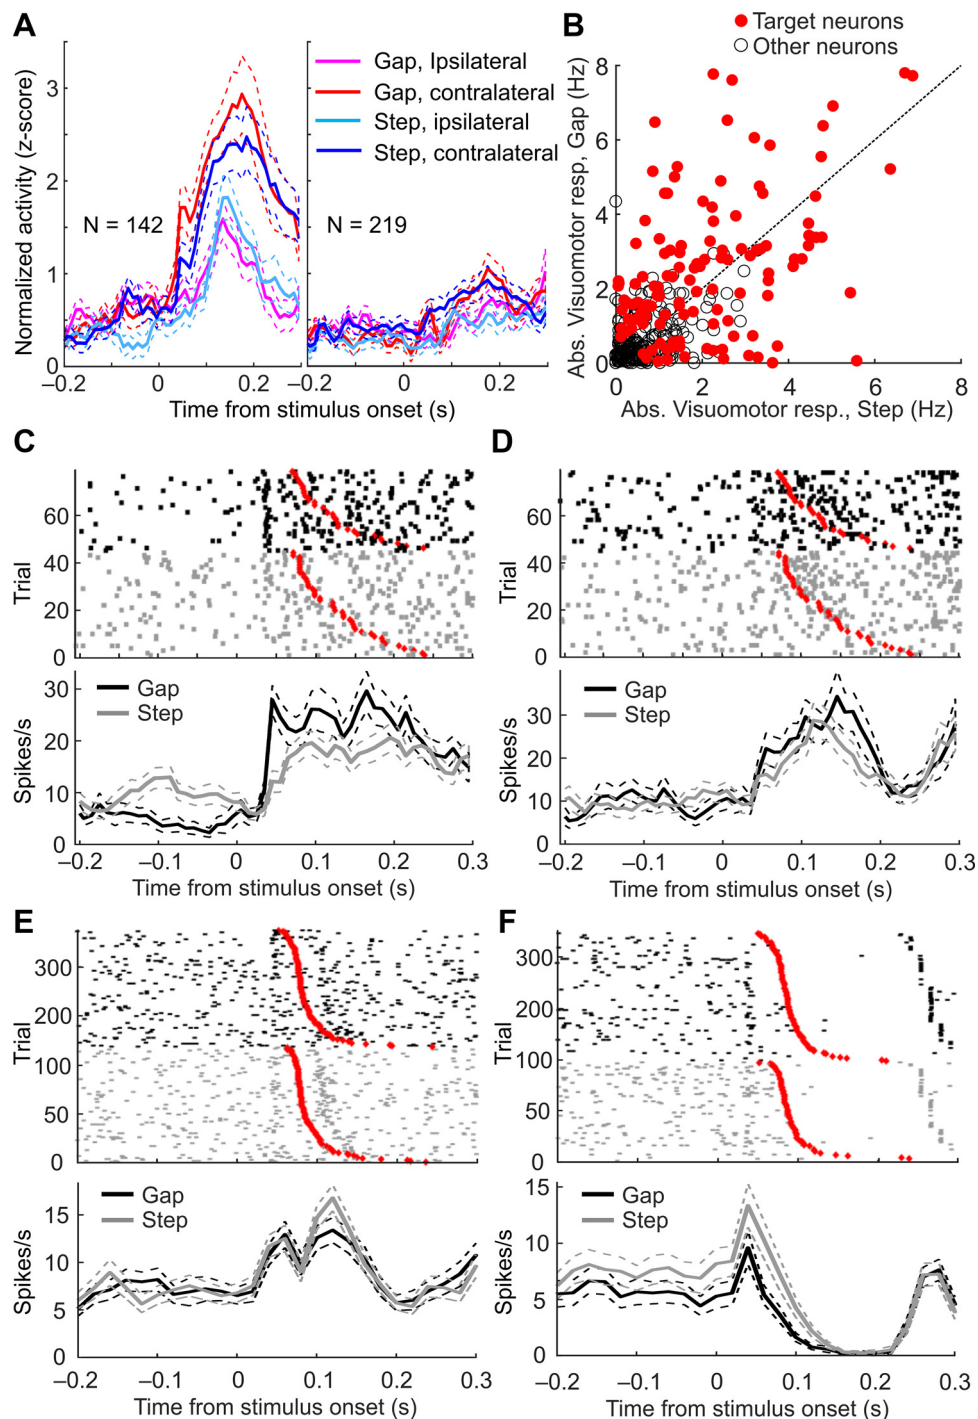 A
Normalized activity (z-score)
3
2
1
0
N = 142
N = 219
Gap, Ipsilateral
Gap, contralateral
Step, ipsilateral
Step, contralateral
–0.2
0
0.2
–0.2
0
0.2
Time from stimulus onset (s)
B
Target neurons
Other neurons
Abs. Visuomotor resp, Gap (Hz)
8
6
4
2
0
0
2
4
6
8
Abs. Visuomotor resp., Step (Hz)
C
Trial
60
40
20
0
Spikes/s
30
20
10
0
Gap
Step
–0.2
–0.1
0
0.1
0.2
0.3
Time from stimulus onset (s)
D
Trial
60
40
20
0
Spikes/s
30
20
10
0
Gap
Step
–0.2
–0.1
0
0.1
0.2
0.3
Time from stimulus onset (s)
E
Trial
300
200
100
50
0
Spikes/s
15
10
5
0
Gap
Step
–0.2
–0.1
0
0.1
0.2
0.3
Time from stimulus onset (s)
F
Trial
300
200
100
50
0
Spikes/s
15
10
5
0
Gap
Step
–0.2
–0.1
0
0.1
0.2
0.3
Time from stimulus onset (s)